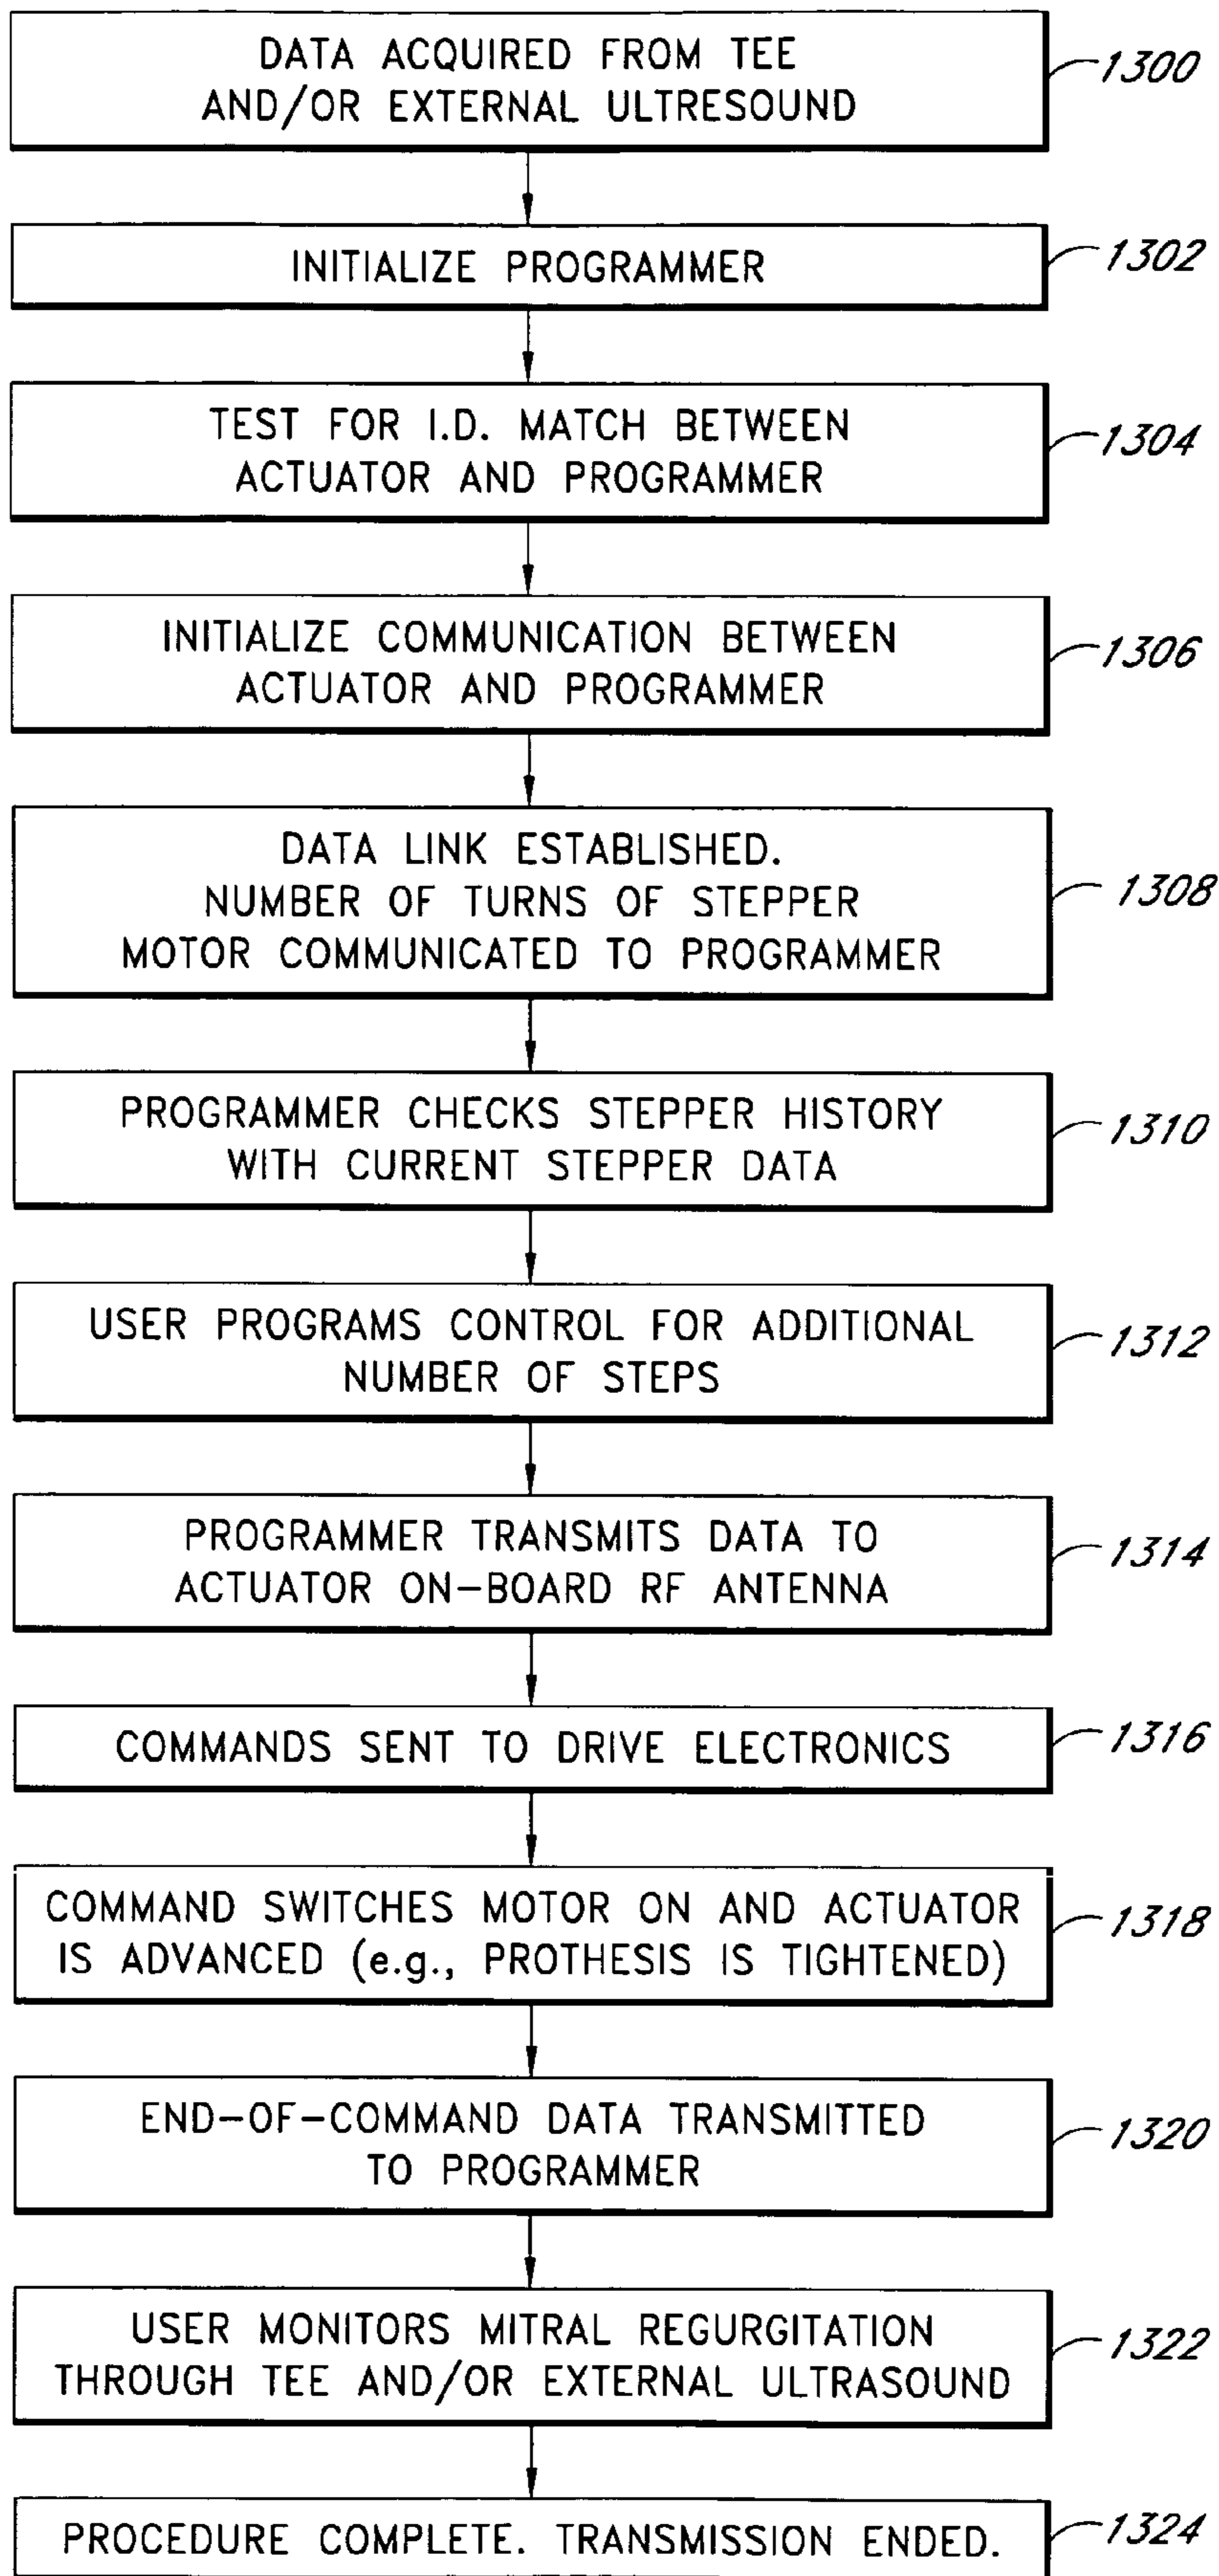 DATA ACQUIRED FROM TEE
AND/OR EXTERNAL ULTRESOUND
1300
INITIALIZE PROGRAMMER
1302
TEST FOR I.D. MATCH BETWEEN
ACTUATOR AND PROGRAMMER
1304
INITIALIZE COMMUNICATION BETWEEN
ACTUATOR AND PROGRAMMER
1306
DATA LINK ESTABLISHED.
NUMBER OF TURNS OF STEPPER
MOTOR COMMUNICATED TO PROGRAMMER
1308
PROGRAMMER CHECKS STEPPER HISTORY
WITH CURRENT STEPPER DATA
1310
USER PROGRAMS CONTROL FOR ADDITIONAL
NUMBER OF STEPS
1312
PROGRAMMER TRANSMITS DATA TO
ACTUATOR ON-BOARD RF ANTENNA
1314
COMMANDS SENT TO DRIVE ELECTRONICS
1316
COMMAND SWITCHES MOTOR ON AND ACTUATOR
IS ADVANCED (e.g., PROTHESIS IS TIGHTENED)
1318
END-OF-COMMAND DATA TRANSMITTED
TO PROGRAMMER
1320
USER MONITORS MITRAL REGURGITATION
THROUGH TEE AND/OR EXTERNAL ULTRASOUND
1322
PROCEDURE COMPLETE. TRANSMISSION ENDED.
1324